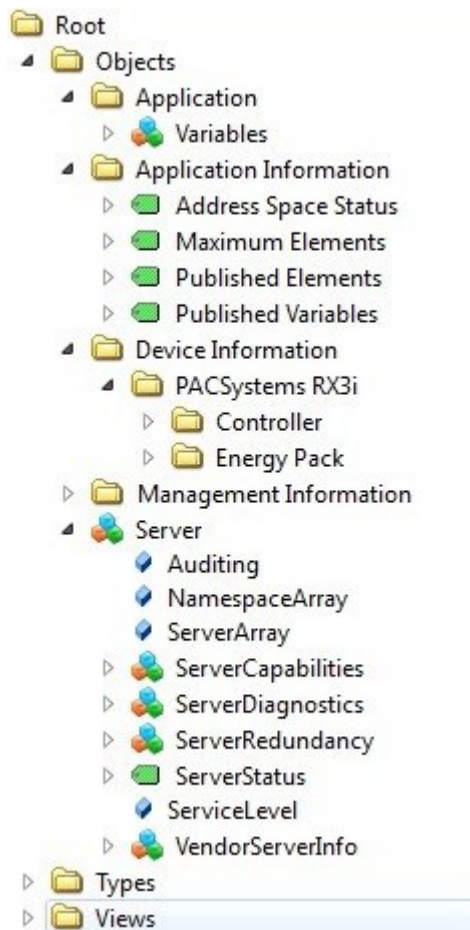 Root
Objects
Application
Variables
Application Information
Address Space Status
Maximum Elements
Published Elements
Published Variables
Device Information
PACSystems RX3i
Controller
Energy Pack
Management Information
Server
Auditing
NamespaceArray
ServerArray
ServerCapabilities
ServerDiagnostics
ServerRedundancy
ServerStatus
ServiceLevel
VendorServerInfo
Types
Views